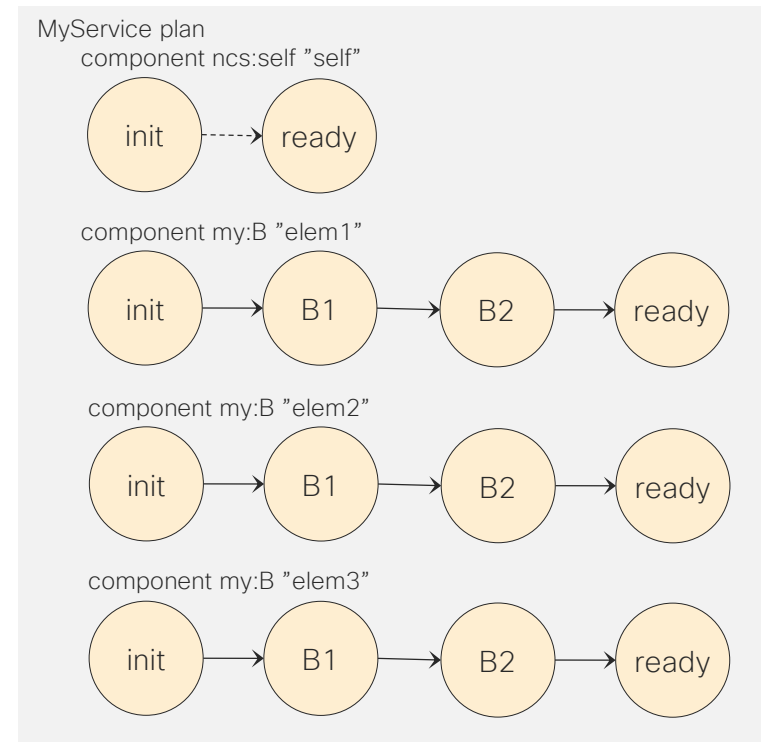 MyService plan
component ncs:self ”self”
init ready
component my:B ”elem1”
init B1 B2 ready
component my:B ”elem2”
init B1 B2 ready
component my:B ”elem3”
init B1 B2 ready